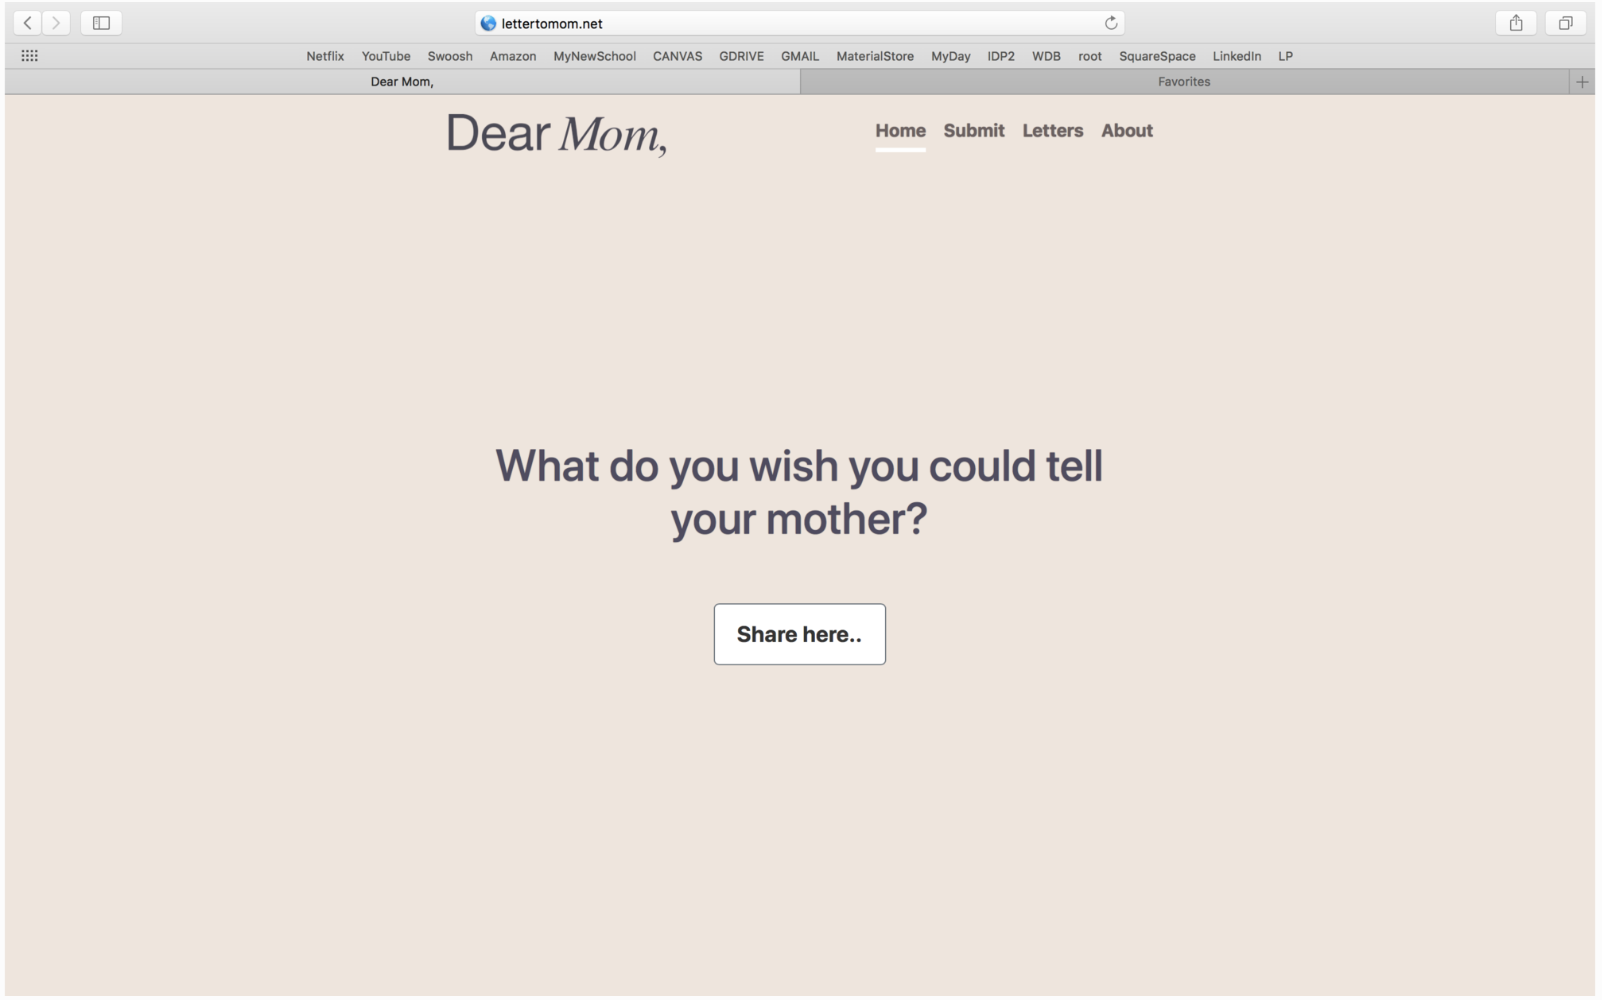 lettertomom.net
Netflix YouTube Swoosh Amazon MyNewSchool CANVAS GDRIVE GMAIL MaterialStore MyDay IDP2 WDB root SquareSpace LinkedIn LP
Dear Mom, Favorites
Dear Mom, Home Submit Letters About
What do you wish you could tell
your mother?
Share here..